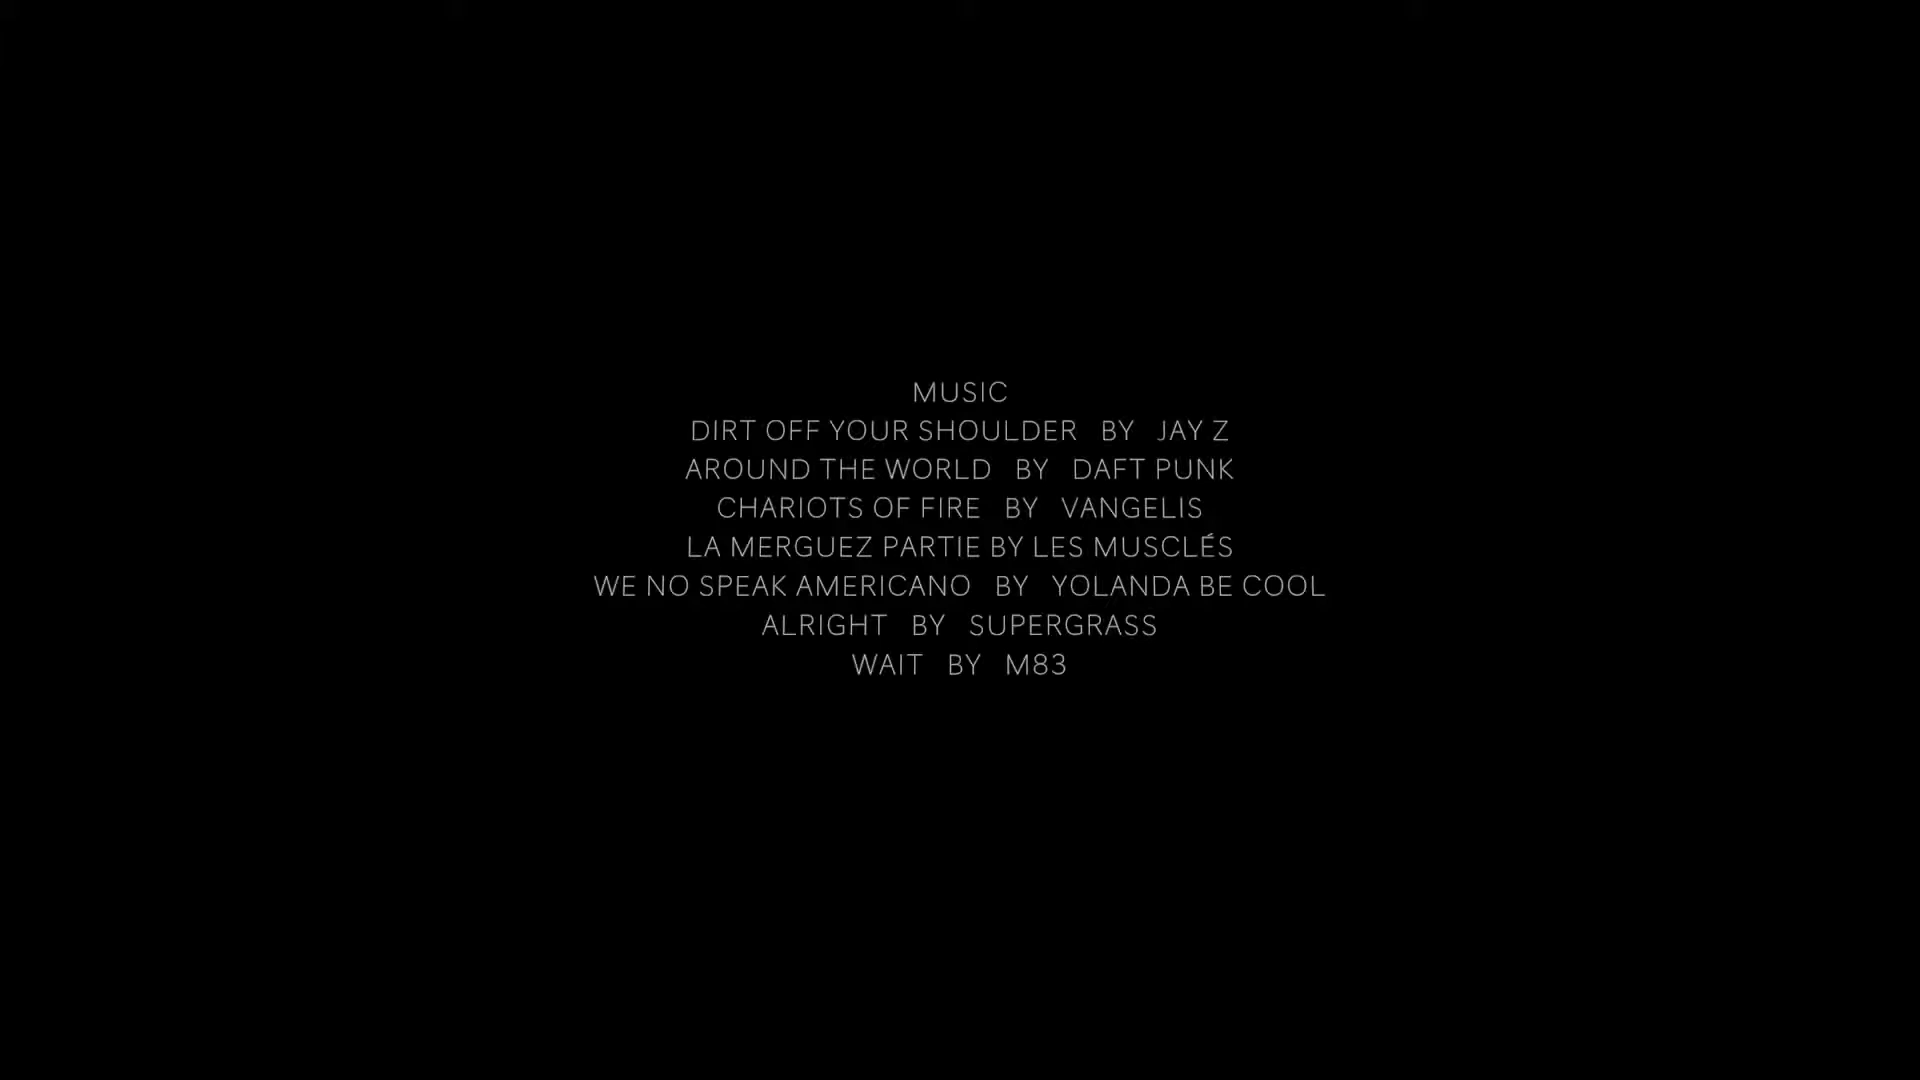 MUSIC
DIRT OFF YOUR SHOULDER BY JAY Z
AROUND THE WORLD BY DAFT PUNK
CHARIOTS OF FIRE BY VANGELIS
LA MERGUEZ PARTIE BY LES MUSCLÉS
WE NO SPEAK AMERICANO BY YOLANDA BE COOL
ALRIGHT BY SUPERGRASS
WAIT BY M83